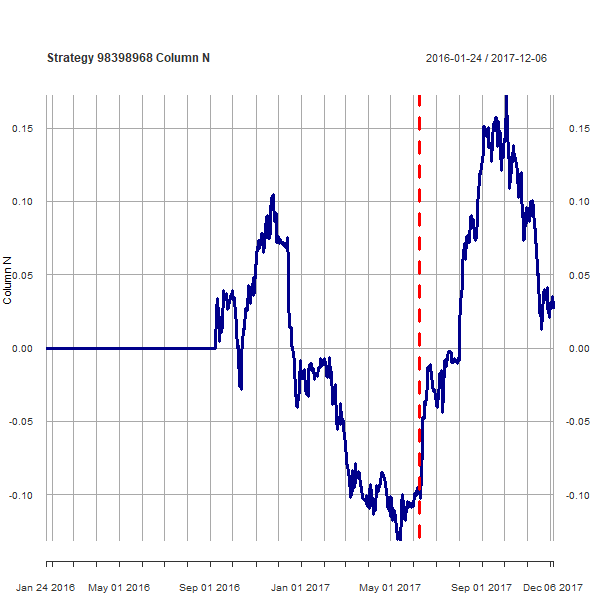 Strategy 98398968 Column N
2016-01-24 / 2017-12-06
Column N
0.15
0.10
0.05
0.00
-0.05
-0.10
0.15
0.10
0.05
0.00
-0.05
-0.10
Jan 24 2016
May 01 2016
Sep 01 2016
Jan 01 2017
May 01 2017
Sep 01 2017
Dec 06 2017